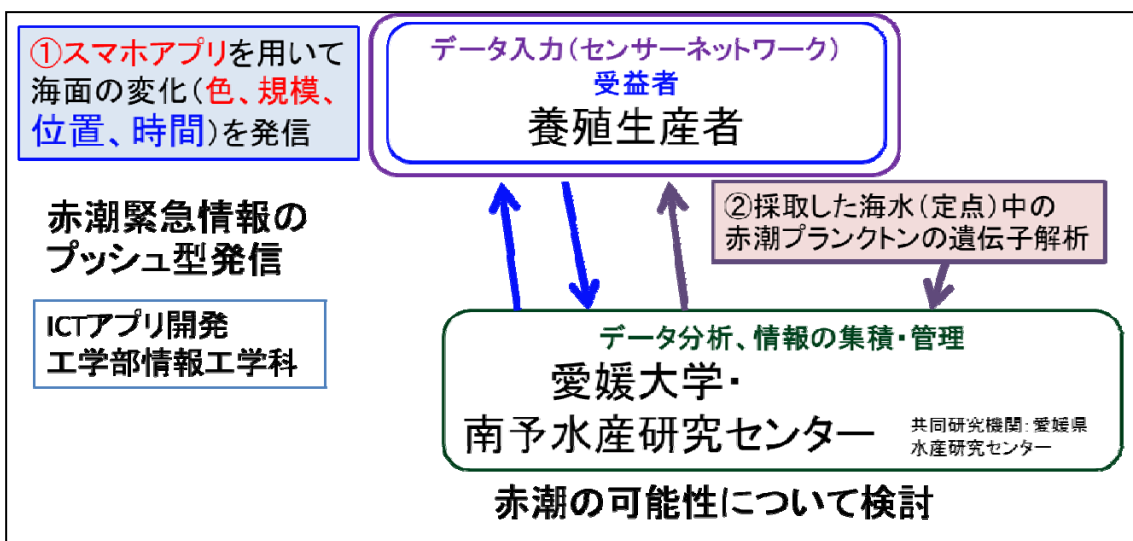 ①スマホアプリを用いて
海面の変化(色、規模、
位置、時間)を発信
データ入力(センサーネットワーク)
受益者
養殖生産者
赤潮緊急情報の
プッシュ型発信
②採取した海水(定点)中の
赤潮プランクトンの遺伝子解析
ICTアプリ開発
工学部情報工学科
データ分析、情報の集積・管理
愛媛大学・
南予水産研究センター
共同研究機関:愛媛県
水産研究センター
赤潮の可能性について検討